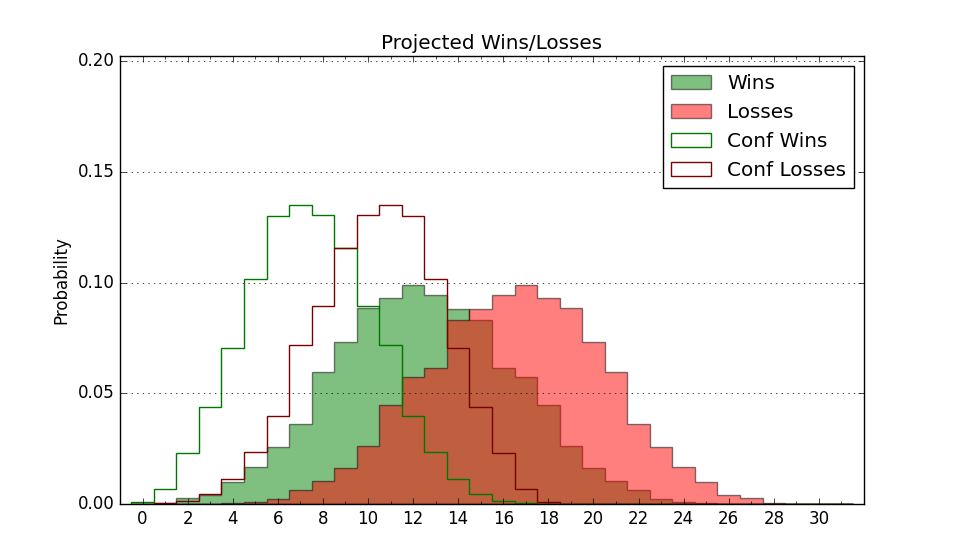 Projected Wins/Losses
0.20
0.15
0.10
0.05
0.00
Probability
Wins
Losses
Conf Wins
Conf Losses
0 2 4 6 8 10 12 14 16 18 20 22 24 26 28 30